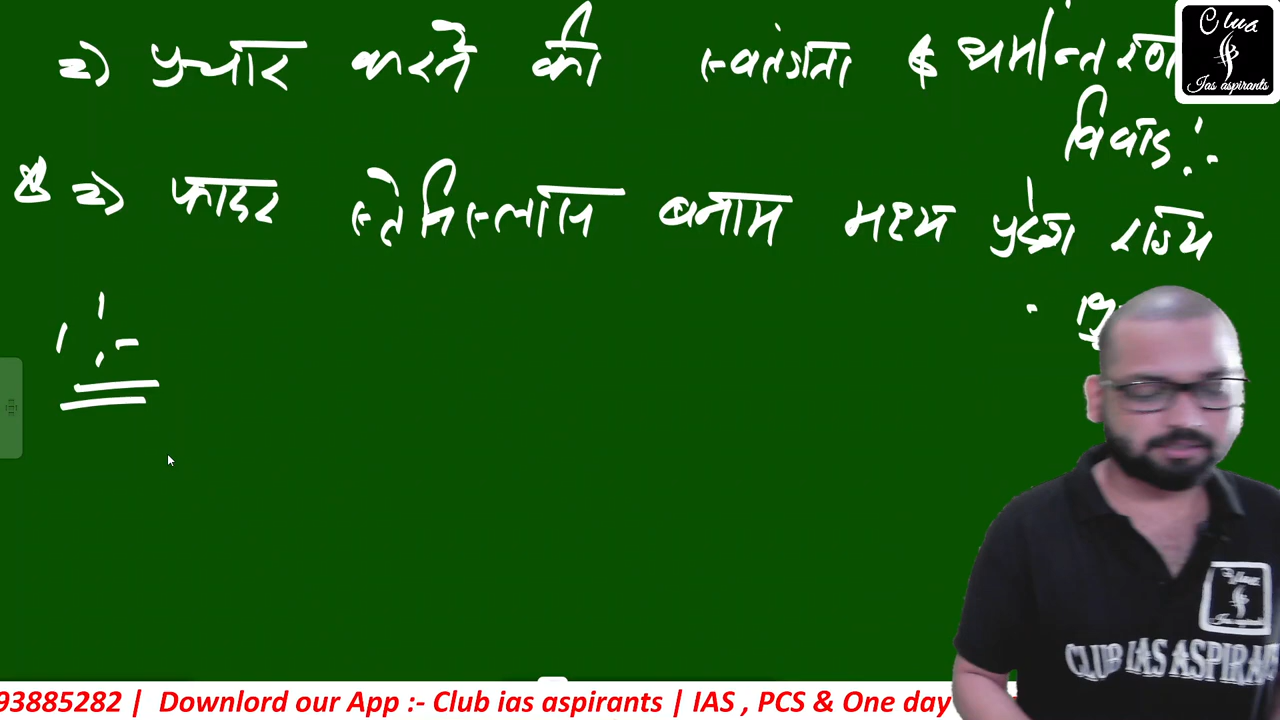 2) प्रचार करने की स्वतंत्रता & धर्मान्तरण
विवाद :-
2) फादर स्तेनिस्लास बनाम मध्य प्रदेश राज्य
Club
Ias aspirants
CLUB IAS ASPIRA
93885282 | Downlord our App :- Club ias aspirants | IAS , PCS & One day